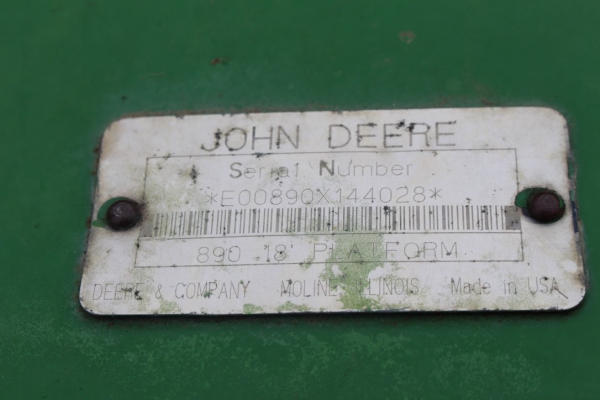 JOHN DEERE
Serial Number
*E00890X144028*
890 18' PLATFORM
DEERE & COMPANY MOLINE ILLINOIS Made in USA